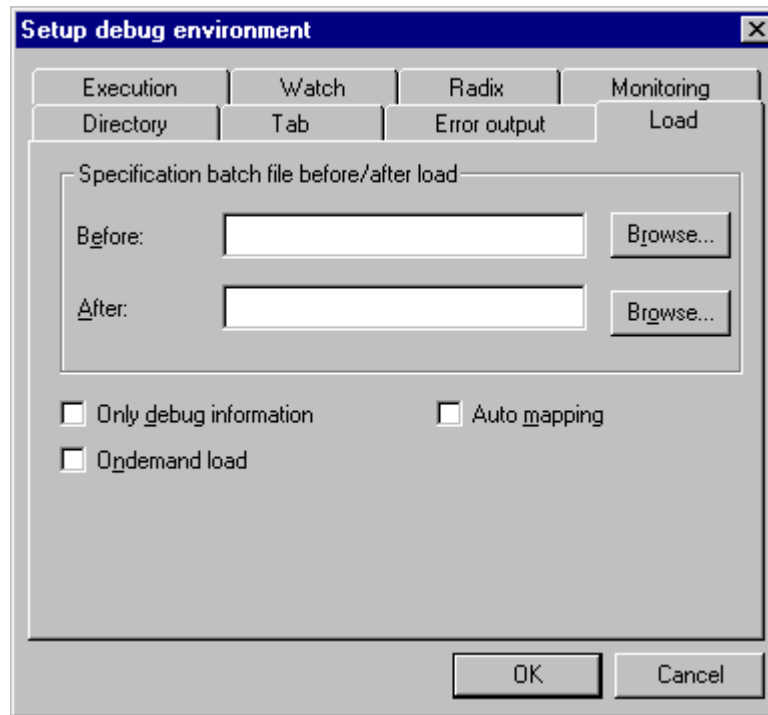 Setup debug environment
Execution Watch Radix Monitoring
Directory Tab Error output Load
Specification batch file before/after load
Before: Browse...
After: Browse...
Only debug information Auto mapping
Ondemand load
OK Cancel